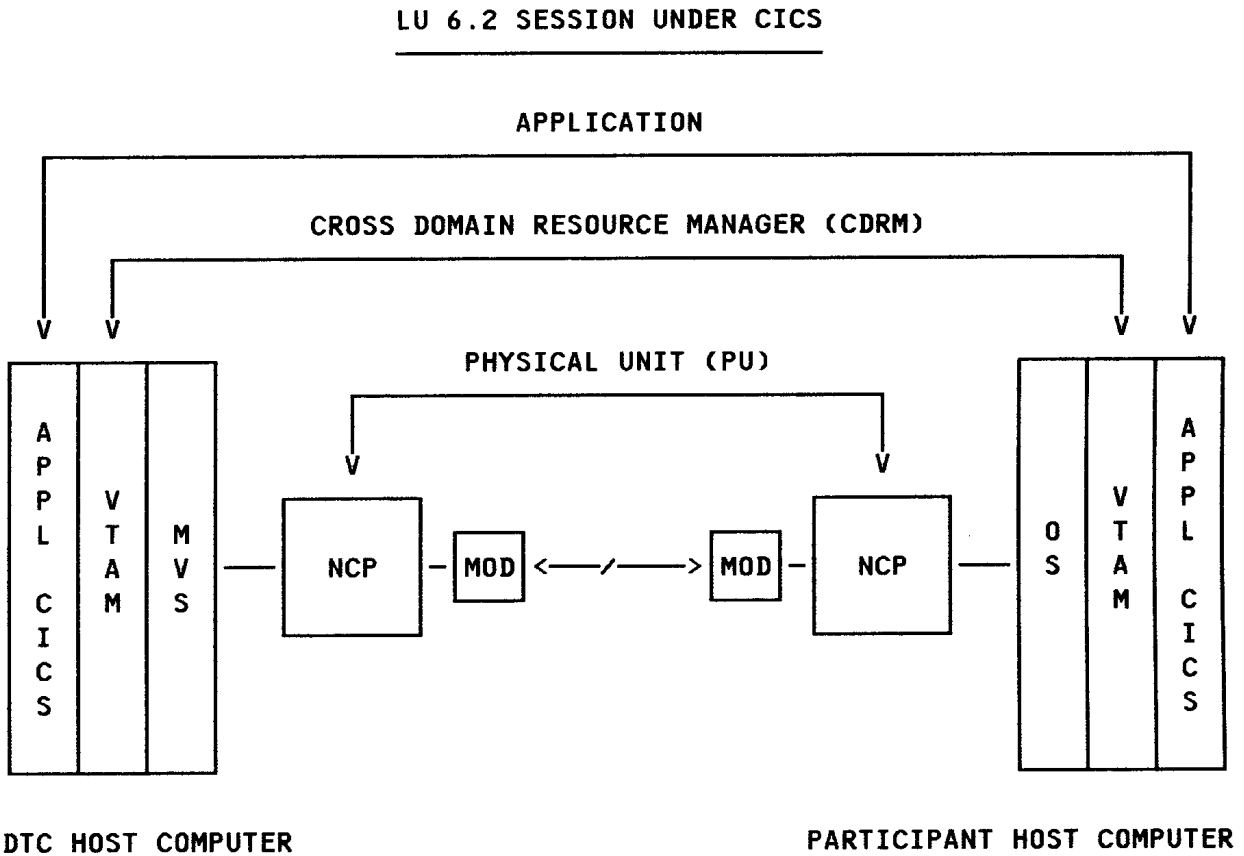 LU 6.2 SESSION UNDER CICS
APPLICATION
CROSS DOMAIN RESOURCE MANAGER (CDRM)
PHYSICAL UNIT (PU)
APPL CICS
VTAM
MVS
NCP
MOD
MOD
NCP
OS
VTAM
APPL CICS
DTC HOST COMPUTER
PARTICIPANT HOST COMPUTER